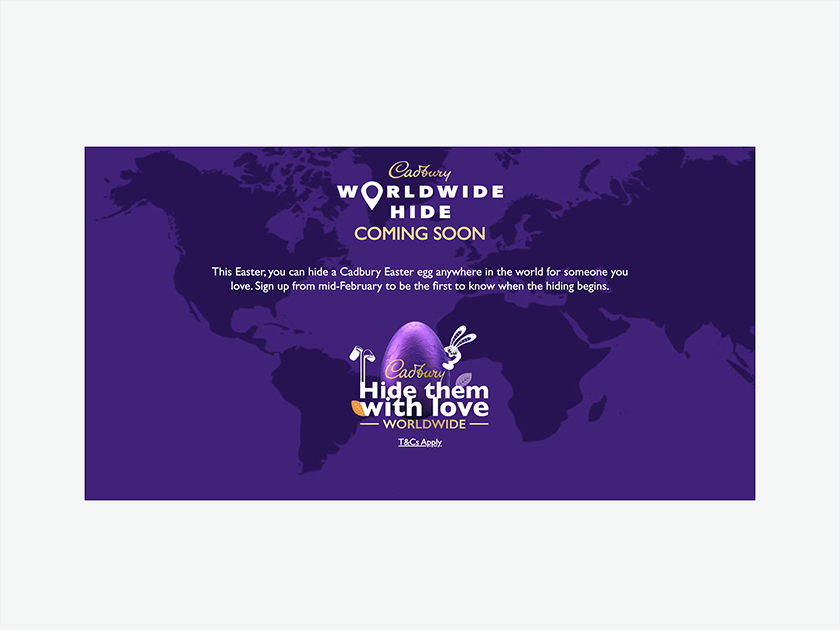 Cadbury
WORLDWIDE
HIDE
COMING SOON
This Easter, you can hide a Cadbury Easter egg anywhere in the world for someone you
love. Sign up from mid-February to be the first to know when the hiding begins.
Cadbury
Hide them
with love
WORLDWIDE
T&Cs Apply